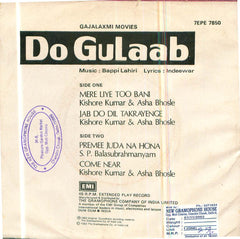 GAJALAXMI MOVIES
7EPE 7850
Do GuLaab
Music : Bappi Lahiri Lyrics : Indeewar
SIDE ONE
MERE LIYE TOO BANI
Kishore Kumar & Asha Bhosle
JAB DO DIL TAKRAYENGE
Kishore Kumar & Asha Bhosle
SIDE TWO
PREMEE JUDA NA HONA
S. P. Balasubrahmanyam
COME NEAR
Kishore Kumar & Asha Bhosle
EMI
45 R.P.M. EXTENDED PLAY RECORD
THE GRAMOPHONE COMPANY OF INDIA LIMITED
NEW GRAMOPHONE HOUSE